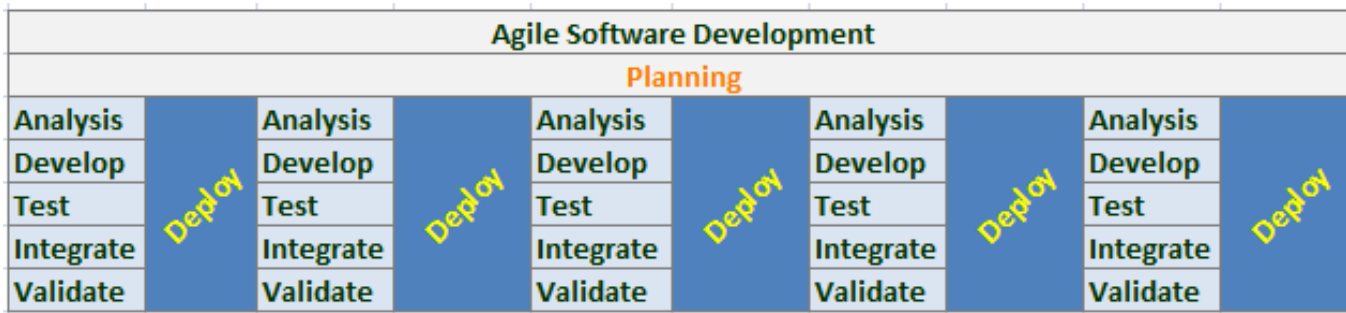 Agile Software Development
Planning
Analysis Analysis Analysis Analysis Analysis
Develop Develop Develop Develop Develop
Test Test Test Test Test
Integrate Integrate Integrate Integrate Integrate
Validate Validate Validate Validate Validate
Deploy Deploy Deploy Deploy Deploy